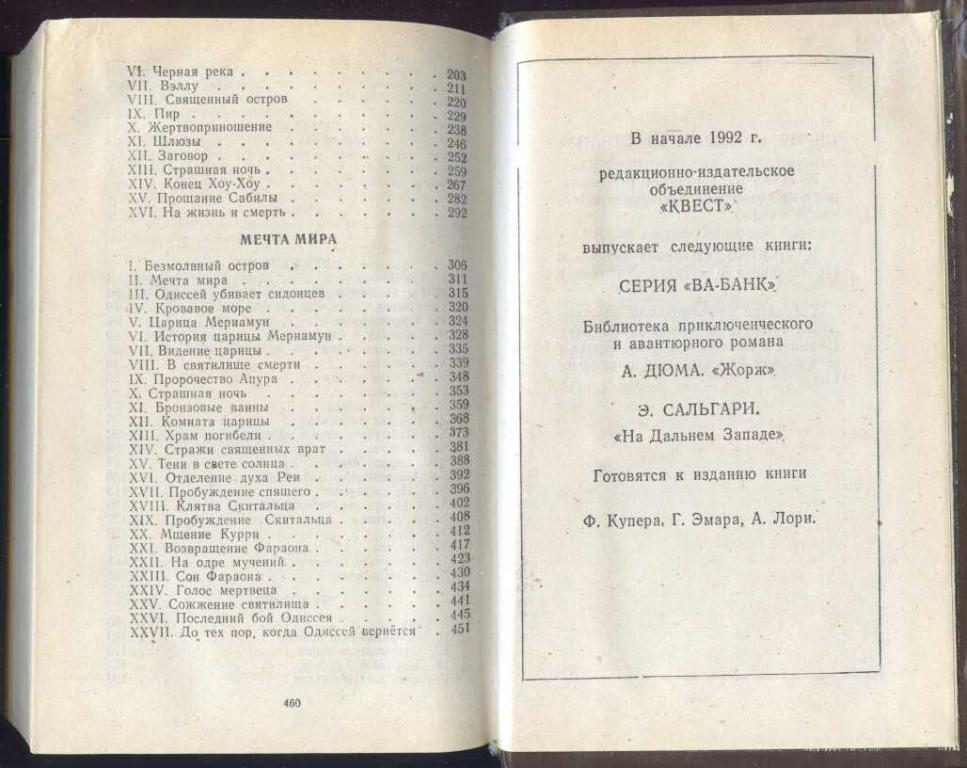 VI. Черная река . . . . . . . . . 203
VII. Вэллу . . . . . . . . . 211
VIII. Священный остров . . . . . . . 220
IX. Пир . . . . . . . . . . 229
X. Жертвоприношение . . . . . . . 238
XI. Шлюзы . . . . . . . . . 246
XII. Заговор . . . . . . . . . 252
XIII. Страшная ночь . . . . . . . . 259
XIV. Конец Хоу-Хоу . . . . . . . . 267
XV. Прощание Сабилы . . . . . . . 282
XVI. На жизнь и смерть . . . . . . . 292
МЕЧТА МИРА
I. Безмолвный остров . . . . . . . 306
II. Мечта мира . . . . . . . . 311
III. Одиссей убивает сидонцев . . . . . 315
IV. Кровавое море . . . . . . . . 320
V. Царица Мериамун . . . . . . . 324
VI. История царицы Мериамун . . . . . 328
VII. Видение царицы . . . . . . . . 335
VIII. В святилище смерти . . . . . . 339
IX. Пророчество Апура . . . . . . . 348
X. Страшная ночь . . . . . . . 353
XI. Бронзовые ванны . . . . . . . 359
XII. Комната царицы . . . . . . . 368
XIII. Храм погибели . . . . . . . . 373
XIV. Стражи священных врат . . . . . 381
XV. Тени в свете солнца . . . . . . . 388
XVI. Отделение духа Реи . . . . . . 392
XVII. Пробуждение спящего . . . . . . 396
XVIII. Клятва Скитальца . . . . . . 402
XIX. Пробуждение Скитальца . . . . . 408
XX. Мщение Курри . . . . . . . . 412
XXI. Возвращение Фараона . . . . . . 417
XXII. На одре мучений . . . . . . . 423
XXIII. Сон Фараона . . . . . . . . 430
XXIV. Голос мертвеца . . . . . . . 434
XXV. Сожжение святилища . . . . . . 441
XXVI. Последний бой Одиссея . . . . . 445
XXVII. До тех пор, когда Одиссей вернётся . 451
460
В начале 1992 г.
редакционно-издательское
объединение
«КВЕСТ»
выпускает следующие книги:
СЕРИЯ «ВА-БАНК»
Библиотека приключенческого
и авантюрного романа
А. ДЮМА. «Жорж»
Э. САЛЬГАРИ.
«На Дальнем Западе»
Готовятся к изданию книги
Ф. Купера, Г. Эмара, А. Лори.